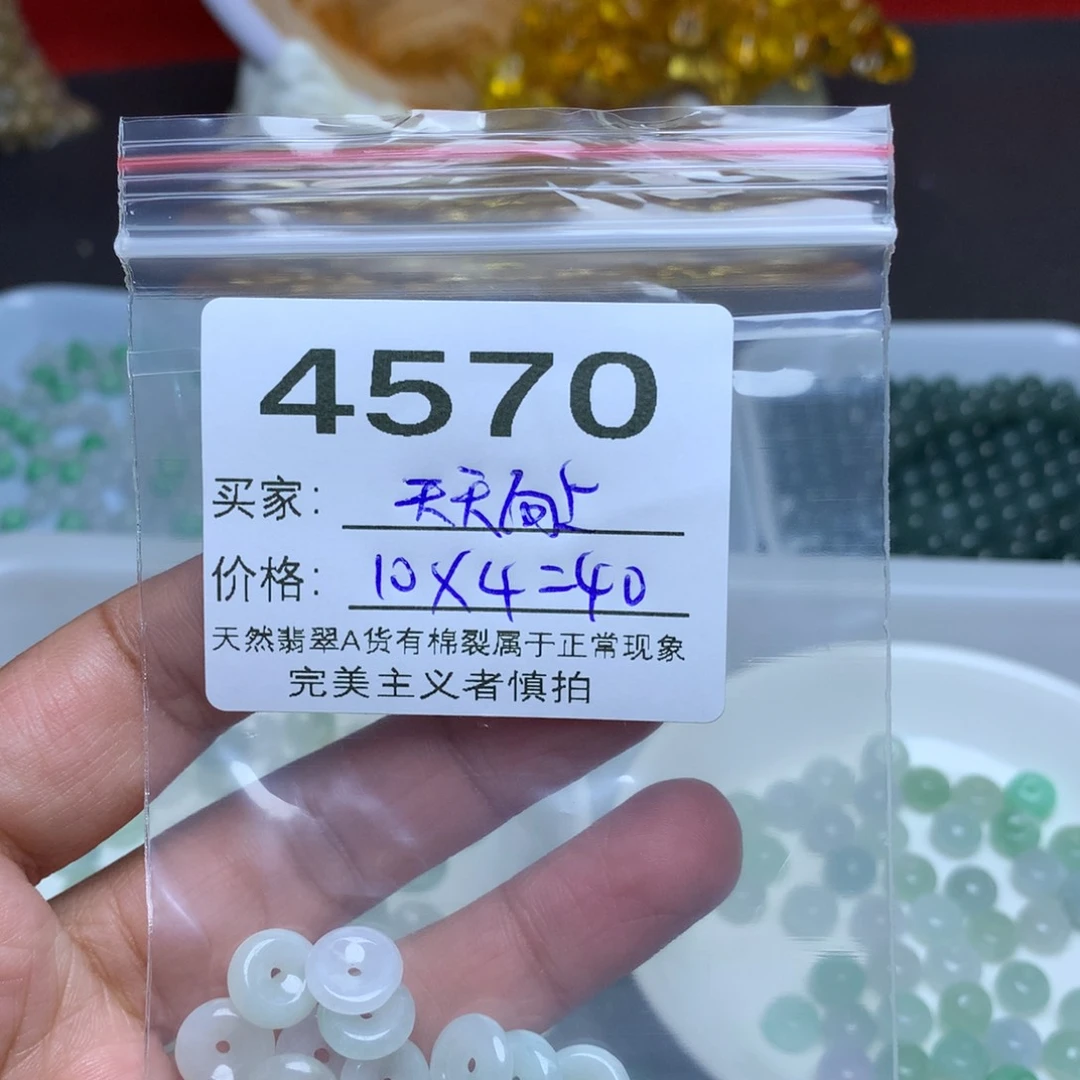 4570
买家: 天天向上
价格: 10X4=40
天然翡翠A货有棉裂属于正常现象
完美主义者慎拍